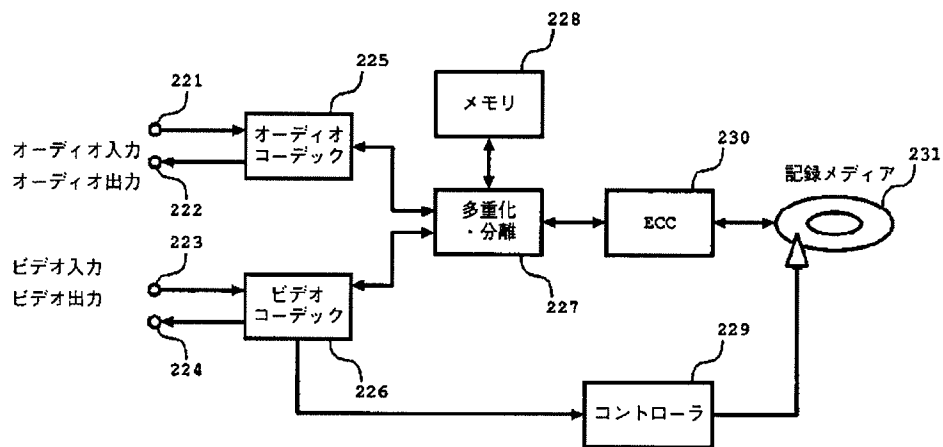 228
225
メモリ
221
オーディオ
コーデック
オーディオ入力
オーディオ出力
222
230
231
記録メディア
多重化
・分離
ECC
223
ビデオ入力
ビデオ出力
ビデオ
コーデック
227
224
226
229
コントローラ